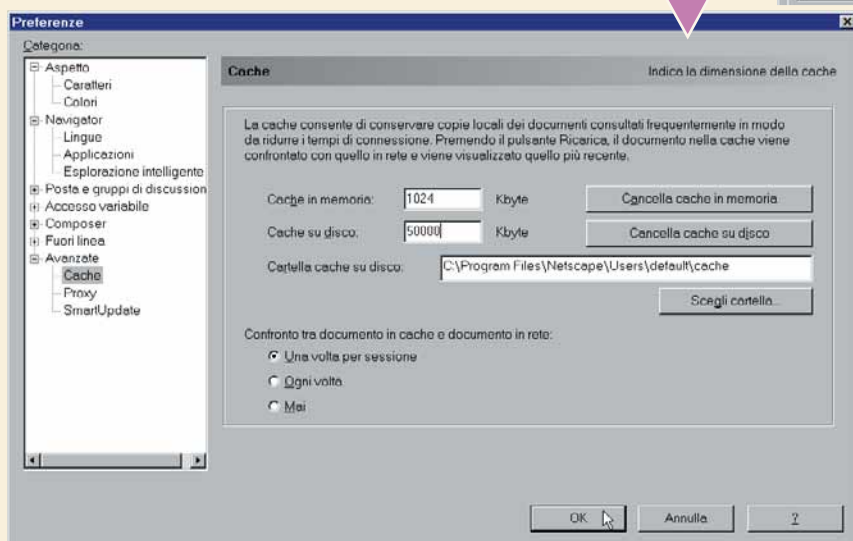 Preferenze
Categoria:
Aspetto
Caratteri
Colori
Navigator
Lingue
Applicazioni
Esplorazione intelligente
Posta e gruppi di discussion
Accesso variabile
Composer
Fuori linea
Avanzate
Cache
Proxy
SmartUpdate
Cache
Indica la dimensione della cache
La cache consente di conservare copie locali dei documenti consultati frequentemente in modo
da ridurre i tempi di connessione. Premendo il pulsante Ricarica, il documento nella cache viene
confrontato con quello in rete e viene visualizzato quello più recente.
Cache in memoria: 1024 Kbyte Cancella cache in memoria
Cache su disco: 50000 Kbyte Cancella cache su disco
Cartella cache su disco: C:\Program Files\Netscape\Users\default\cache
Scegli cartella...
Confronto tra documento in cache e documento in rete:
Una volta per sessione
Ogni volta
Mai
OK Annulla ?